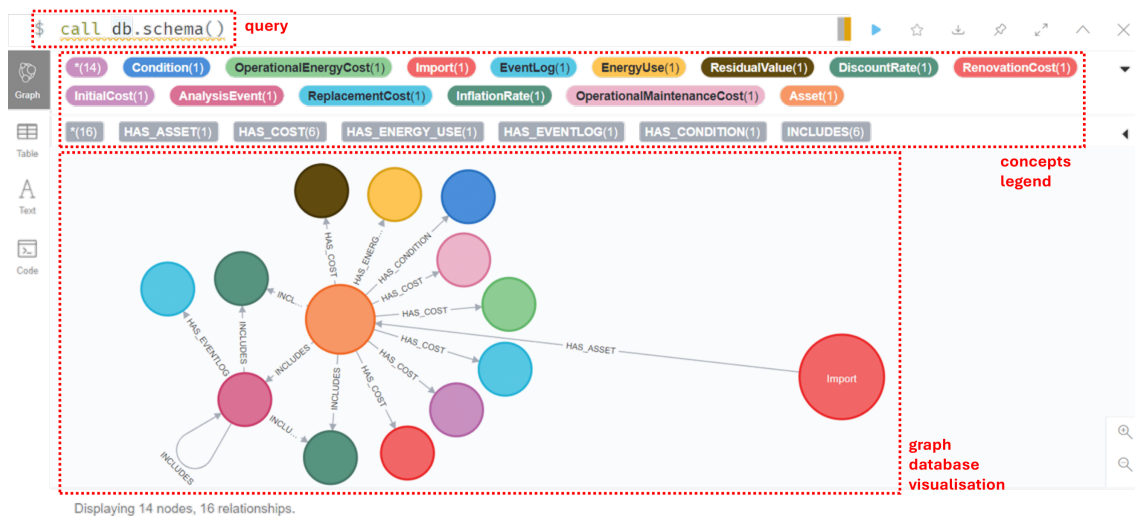 $ call db.schema()
query
Graph
Table
Text
Code
*(14) Condition(1) OperationalEnergyCost(1) Import(1) EventLog(1) EnergyUse(1) ResidualValue(1) DiscountRate(1) RenovationCost(1)
InitialCost(1) AnalysisEvent(1) ReplacementCost(1) InflationRate(1) OperationalMaintenanceCost(1) Asset(1)
*(16) HAS_ASSET(1) HAS_COST(6) HAS_ENERGY_USE(1) HAS_EVENTLOG(1) HAS_CONDITION(1) INCLUDES(6)
concepts
legend
HAS_COST
HAS_ENERG...
HAS_CONDITION
HAS_COST
HAS_COST
HAS_COST
HAS_COST
HAS_COST
HAS_ASSET
Import
INCL...
INCLUDES
INCLUDES
INCLUDES
HAS_EVENTLOG
INCLU...
INCLUDES
graph
database
visualisation
Displaying 14 nodes, 16 relationships.